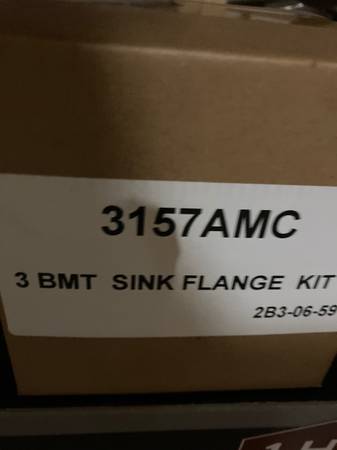 3157AMC
3 BMT SINK FLANGE KIT
2B3-06-59